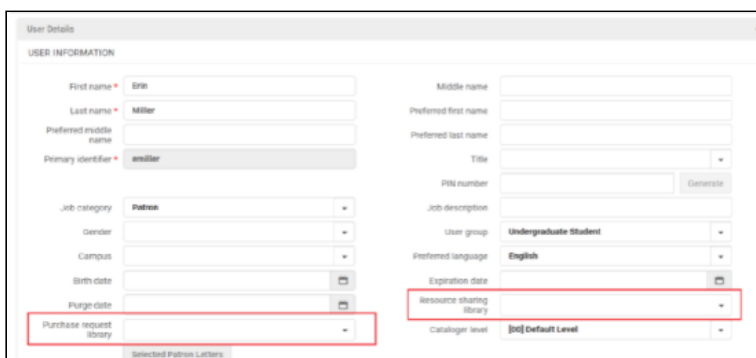 User Details
USER INFORMATION
First name * Erin
Middle name
Last name * Miller
Preferred first name
Preferred middle
name
Preferred last name
Primary identifier * emiller
Title
PIN number Generate
Job category Patron
Job description
Gender
User group Undergraduate Student
Campus
Preferred language English
Birth date
Expiration date
Purge date
Resource sharing
library
Purchase request
library
Cataloger level [00] Default Level
Selected Patron Letters